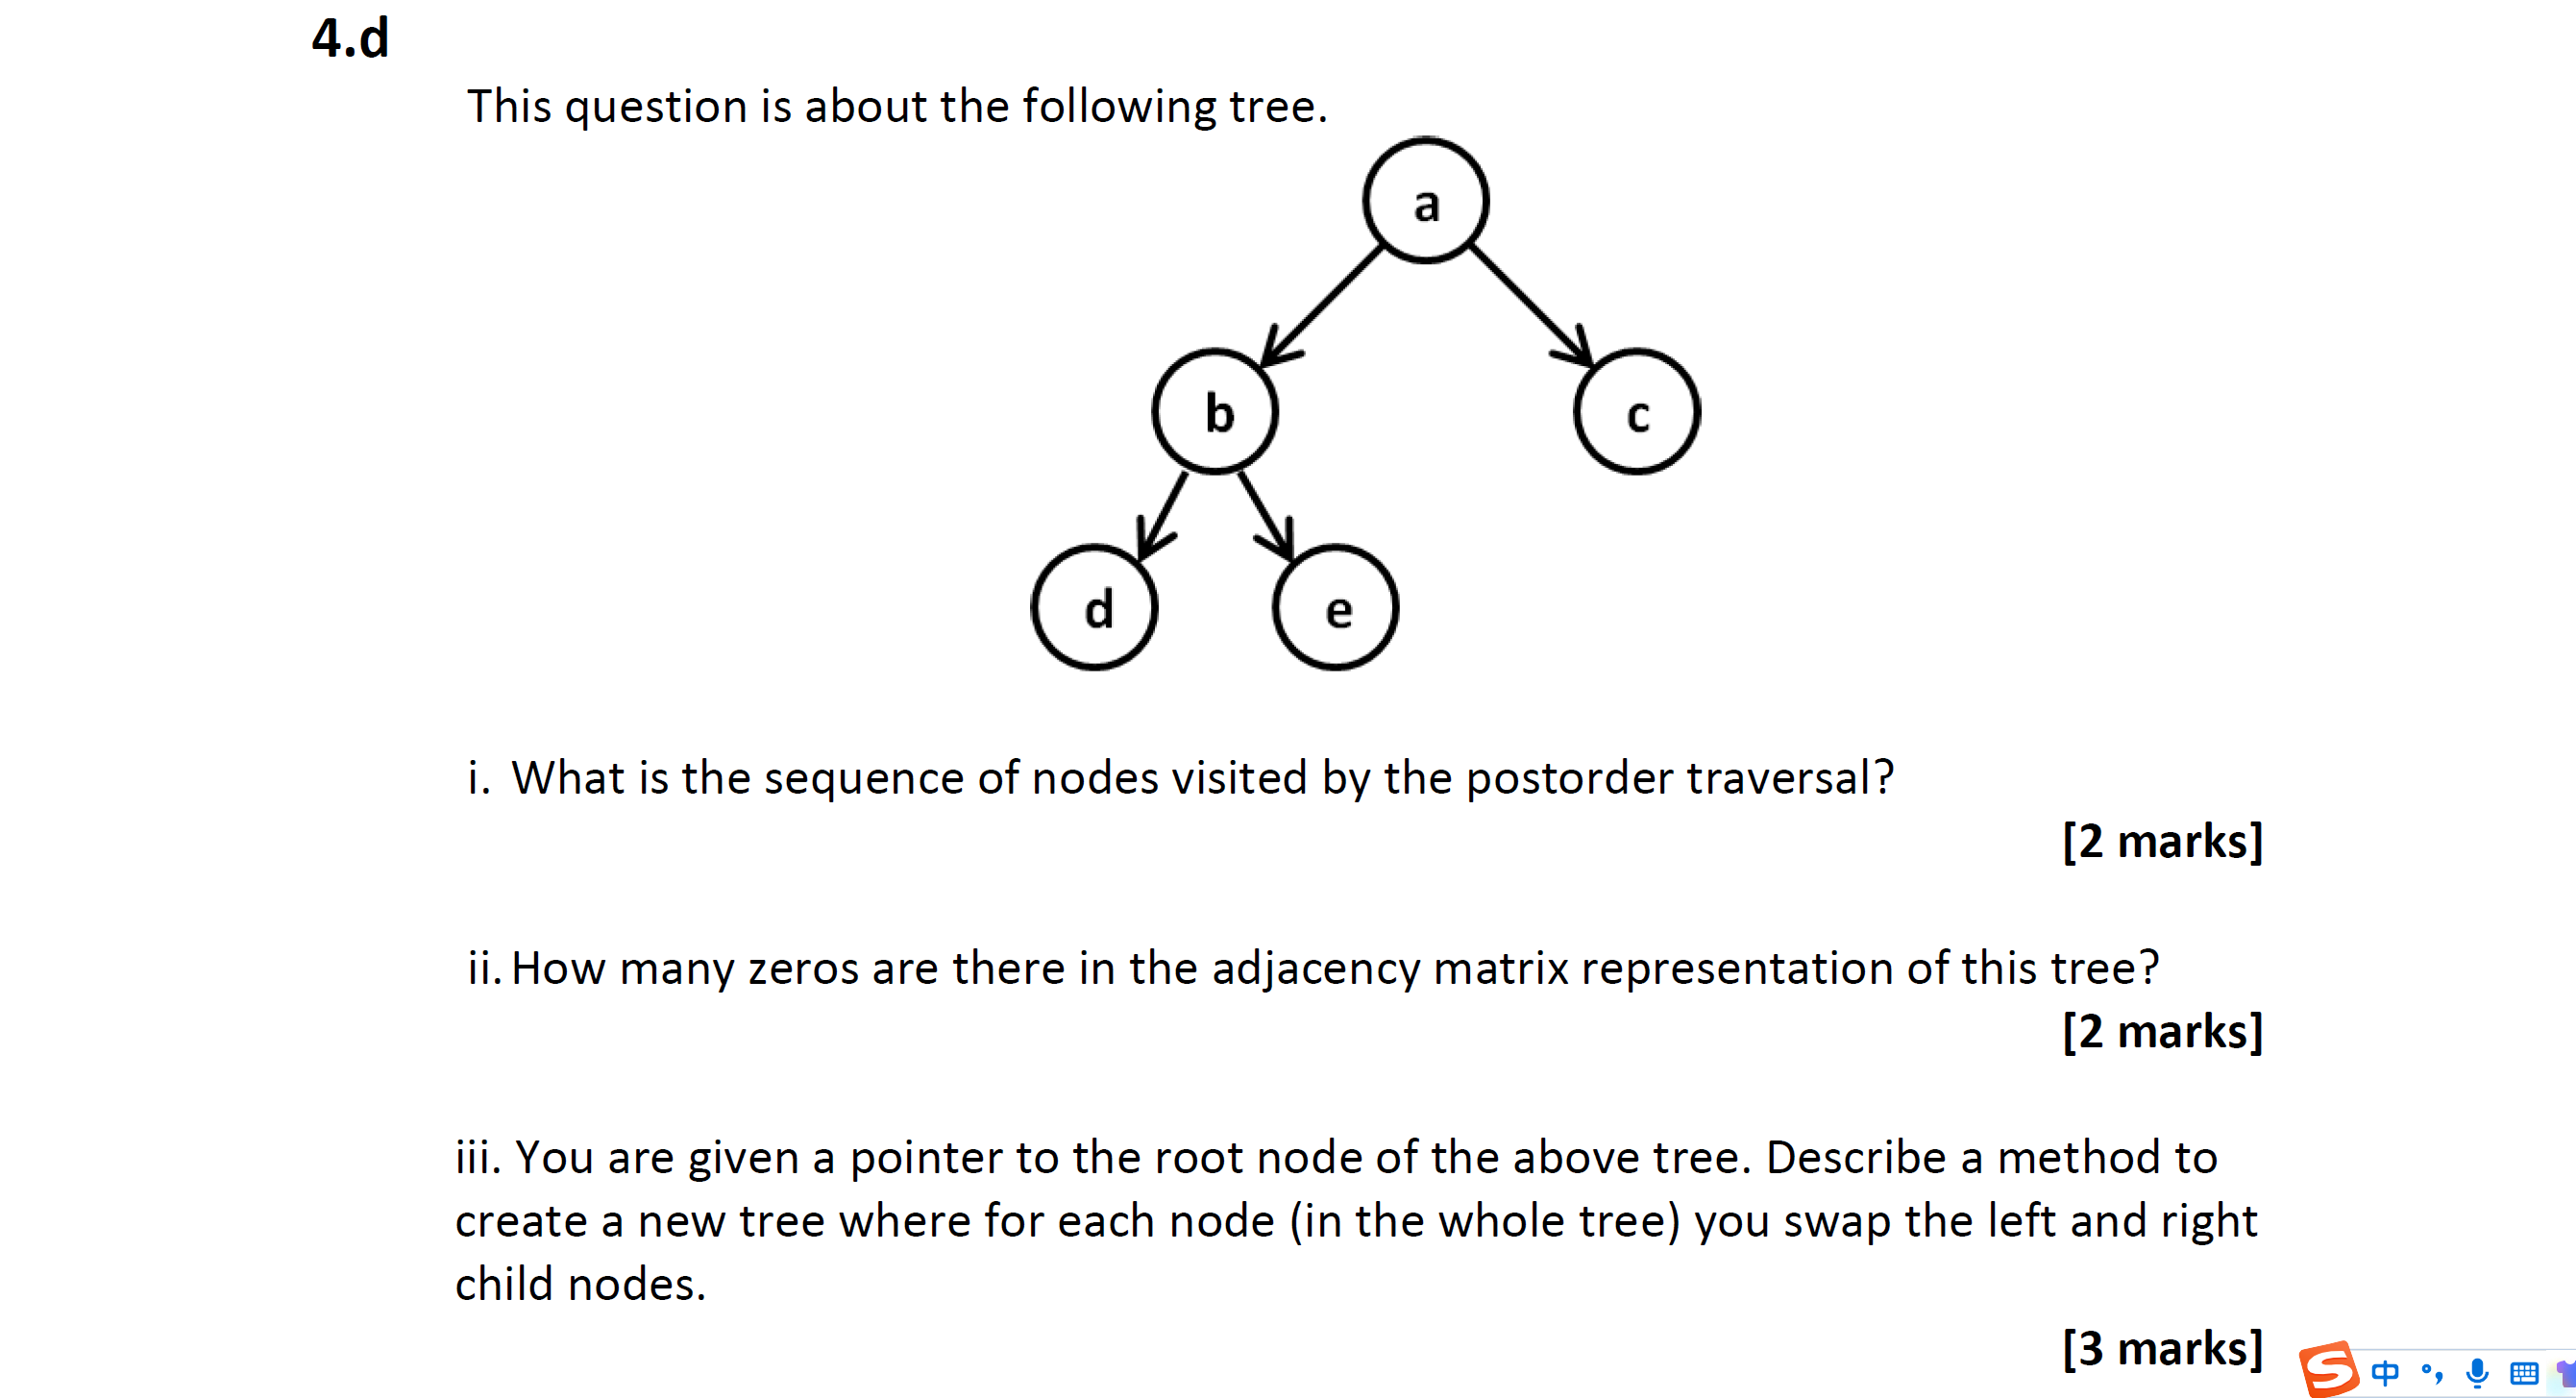 4.d
This question is about the following tree.
a
b
c
d
e
i. What is the sequence of nodes visited by the postorder traversal?
[2 marks]
ii. How many zeros are there in the adjacency matrix representation of this tree?
[2 marks]
iii. You are given a pointer to the root node of the above tree. Describe a method to
create a new tree where for each node (in the whole tree) you swap the left and right
child nodes.
[3 marks]
S 中 °,